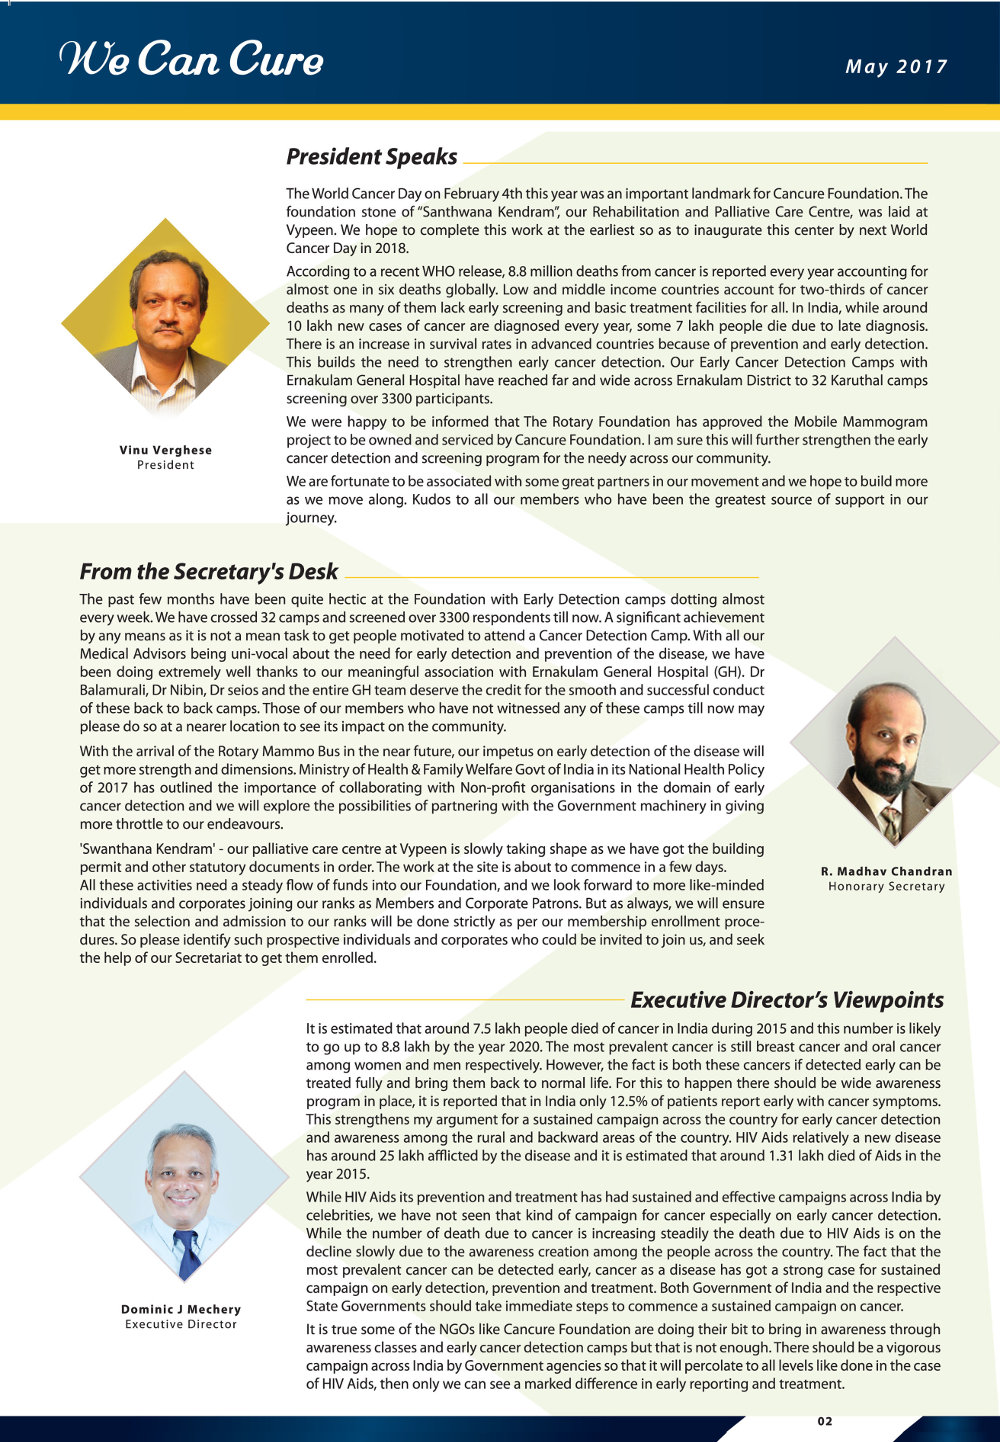 We Can Cure
May 2017
President Speaks
The World Cancer Day on February 4th this year was an important landmark for Cancure Foundation. The
foundation stone of “Santhwana Kendram”, our Rehabilitation and Palliative Care Centre, was laid at
Vypeen. We hope to complete this work at the earliest so as to inaugurate this center by next World
Cancer Day in 2018.
According to a recent WHO release, 8.8 million deaths from cancer is reported every year accounting for
almost one in six deaths globally. Low and middle income countries account for two-thirds of cancer
deaths as many of them lack early screening and basic treatment facilities for all. In India, while around
10 lakh new cases of cancer are diagnosed every year, some 7 lakh people die due to late diagnosis.
There is an increase in survival rates in advanced countries because of prevention and early detection.
This builds the need to strengthen early cancer detection. Our Early Cancer Detection Camps with
Ernakulam General Hospital have reached far and wide across Ernakulam District to 32 Karuthal camps
screening over 3300 participants.
We were happy to be informed that The Rotary Foundation has approved the Mobile Mammogram
project to be owned and serviced by Cancure Foundation. I am sure this will further strengthen the early
cancer detection and screening program for the needy across our community.
We are fortunate to be associated with some great partners in our movement and we hope to build more
as we move along. Kudos to all our members who have been the greatest source of support in our
journey.
Vinu Verghese
President
From the Secretary's Desk
The past few months have been quite hectic at the Foundation with Early Detection camps dotting almost
every week. We have crossed 32 camps and screened over 3300 respondents till now. A significant achievement
by any means as it is not a mean task to get people motivated to attend a Cancer Detection Camp. With all our
Medical Advisors being uni-vocal about the need for early detection and prevention of the disease, we have
been doing extremely well thanks to our meaningful association with Ernakulam General Hospital (GH). Dr
Balamurali, Dr Nibin, Dr seios and the entire GH team deserve the credit for the smooth and successful conduct
of these back to back camps. Those of our members who have not witnessed any of these camps till now may
please do so at a nearer location to see its impact on the community.
With the arrival of the Rotary Mammo Bus in the near future, our impetus on early detection of the disease will
get more strength and dimensions. Ministry of Health & Family Welfare Govt of India in its National Health Policy
of 2017 has outlined the importance of collaborating with Non-profit organisations in the domain of early
cancer detection and we will explore the possibilities of partnering with the Government machinery in giving
more throttle to our endeavours.
'Swanthana Kendram' - our palliative care centre at Vypeen is slowly taking shape as we have got the building
permit and other statutory documents in order. The work at the site is about to commence in a few days.
All these activities need a steady flow of funds into our Foundation, and we look forward to more like-minded
individuals and corporates joining our ranks as Members and Corporate Patrons. But as always, we will ensure
that the selection and admission to our ranks will be done strictly as per our membership enrollment proce-
dures. So please identify such prospective individuals and corporates who could be invited to join us, and seek
the help of our Secretariat to get them enrolled.
R. Madhav Chandran
Honorary Secretary
Executive Director’s Viewpoints
It is estimated that around 7.5 lakh people died of cancer in India during 2015 and this number is likely
to go up to 8.8 lakh by the year 2020. The most prevalent cancer is still breast cancer and oral cancer
among women and men respectively. However, the fact is both these cancers if detected early can be
treated fully and bring them back to normal life. For this to happen there should be wide awareness
program in place, it is reported that in India only 12.5% of patients report early with cancer symptoms.
This strengthens my argument for a sustained campaign across the country for early cancer detection
and awareness among the rural and backward areas of the country. HIV Aids relatively a new disease
has around 25 lakh afflicted by the disease and it is estimated that around 1.31 lakh died of Aids in the
year 2015.
While HIV Aids its prevention and treatment has had sustained and effective campaigns across India by
celebrities, we have not seen that kind of campaign for cancer especially on early cancer detection.
While the number of death due to cancer is increasing steadily the death due to HIV Aids is on the
decline slowly due to the awareness creation among the people across the country. The fact that the
most prevalent cancer can be detected early, cancer as a disease has got a strong case for sustained
campaign on early detection, prevention and treatment. Both Government of India and the respective
State Governments should take immediate steps to commence a sustained campaign on cancer.
It is true some of the NGOs like Cancure Foundation are doing their bit to bring in awareness through
awareness classes and early cancer detection camps but that is not enough. There should be a vigorous
campaign across India by Government agencies so that it will percolate to all levels like done in the case
of HIV Aids, then only we can see a marked difference in early reporting and treatment.
Dominic J Mechery
Executive Director
02